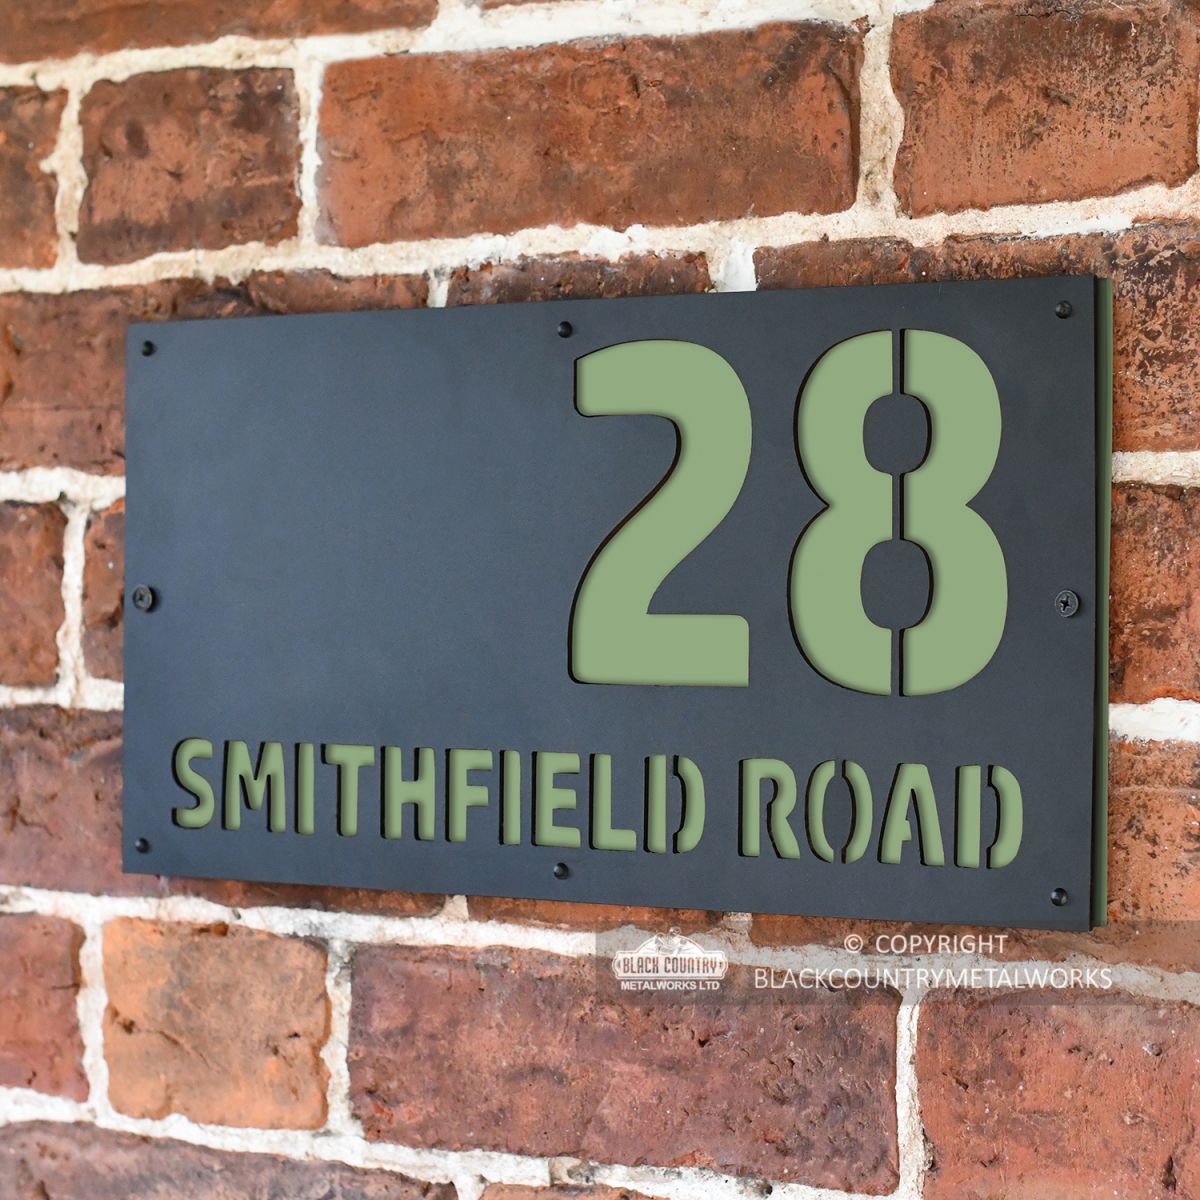 28
SMITHFIELD ROAD
BLACK COUNTRY
METALWORKS LTD
© COPYRIGHT
BLACKCOUNTRYMETALWORKS